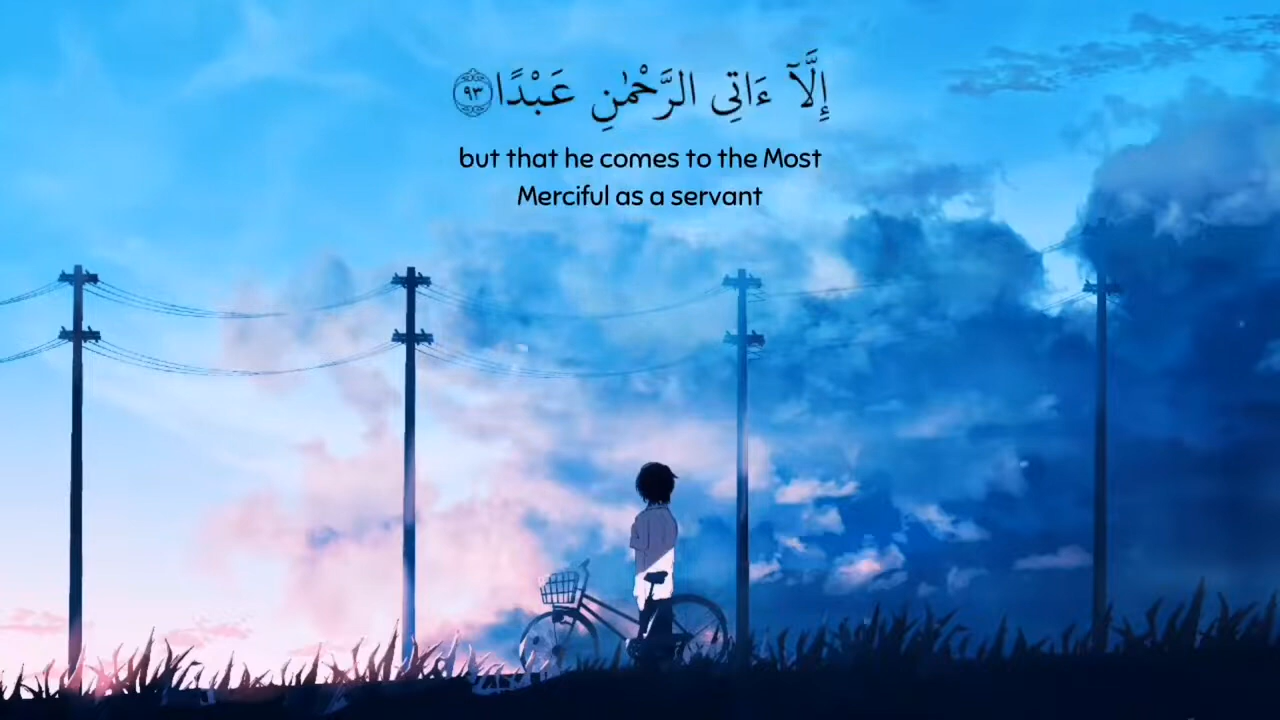 إِلَّآ ءَاتِى الرَّحْمَٰنِ عَبْدًا ٩٣
but that he comes to the Most
Merciful as a servant